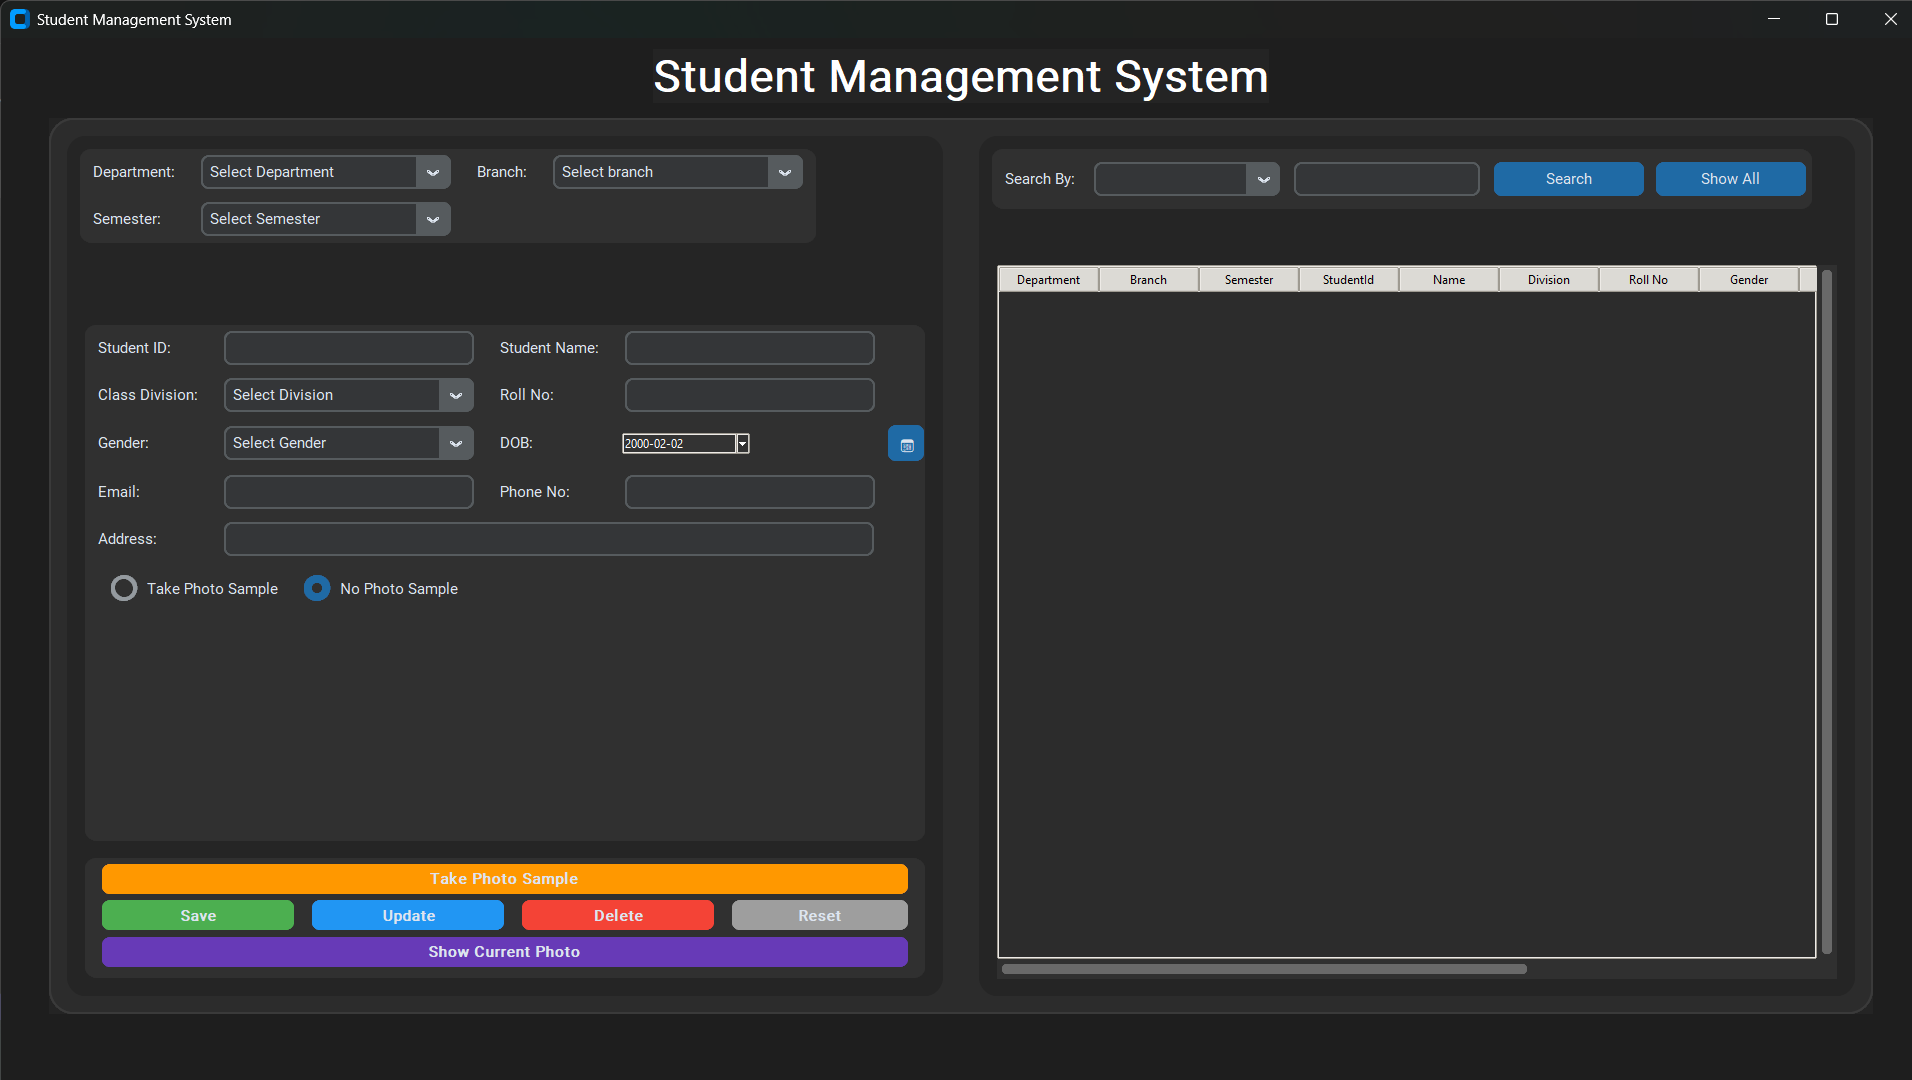 Student Management System
Student Management System
Department: Select Department Branch: Select branch
Semester: Select Semester
Student ID: Student Name:
Class Division: Select Division Roll No:
Gender: Select Gender DOB: 2000-02-02
Email: Phone No:
Address:
Take Photo Sample No Photo Sample
Take Photo Sample
Save Update Delete Reset
Show Current Photo
Search By: Search Show All
Department Branch Semester StudentId Name Division Roll No Gender